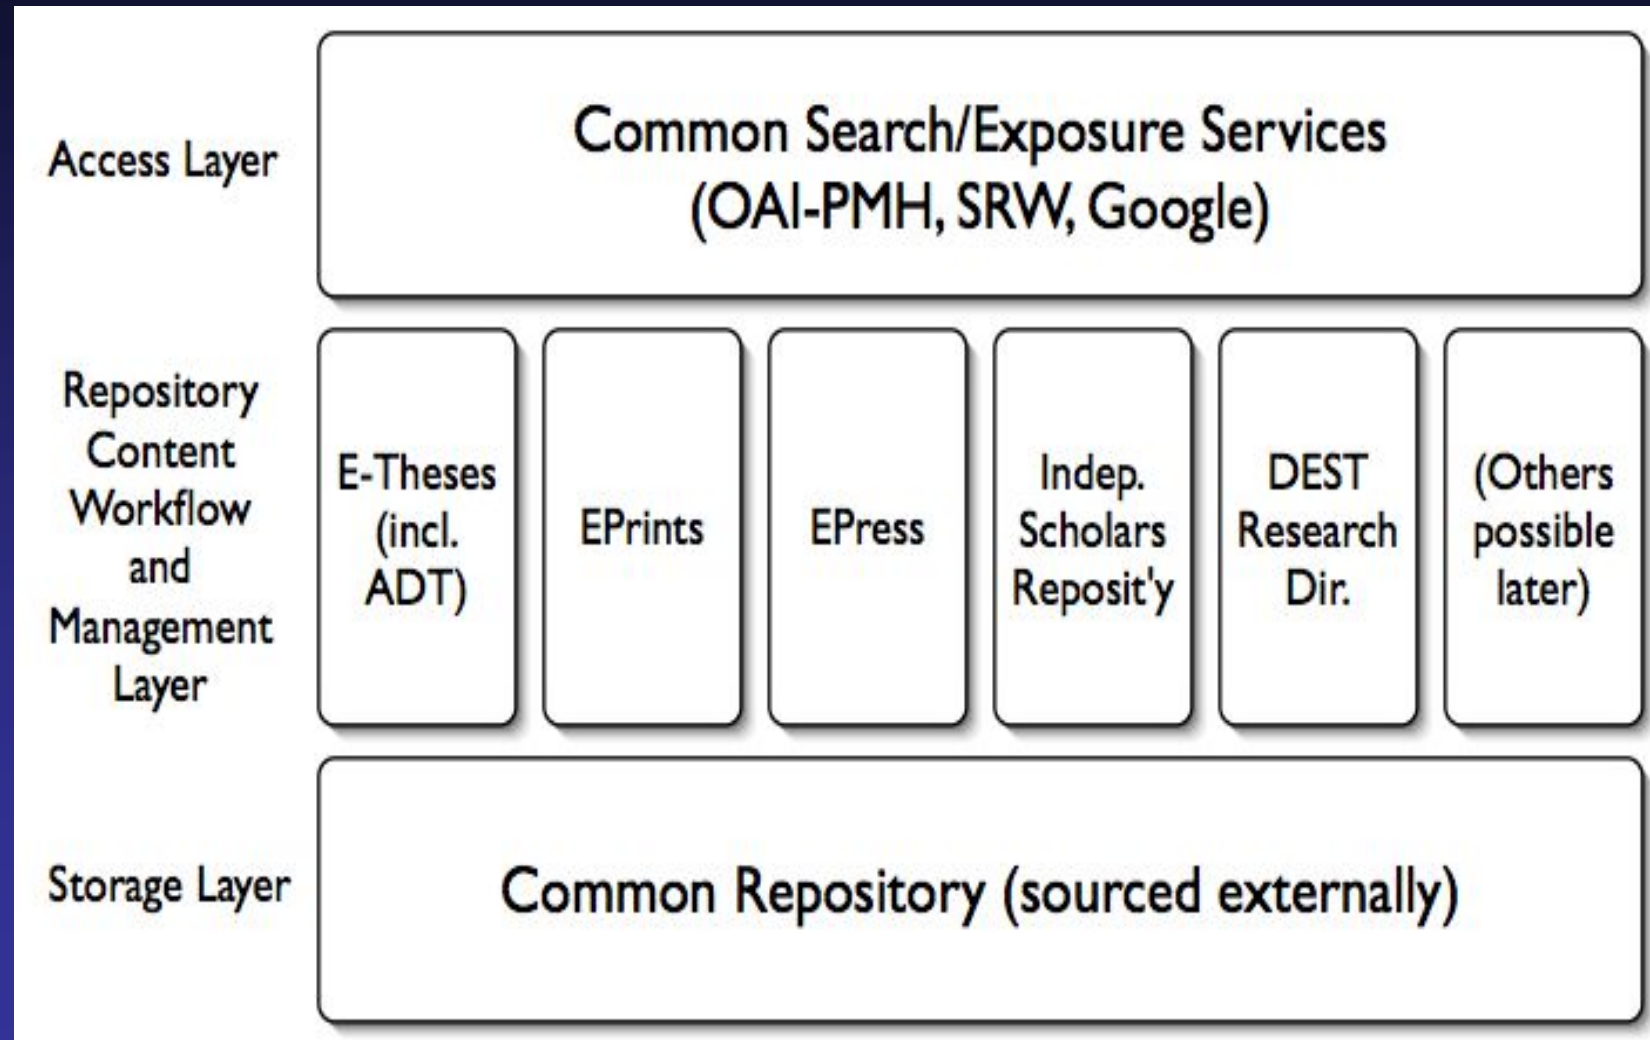 Access Layer
Common Search/Exposure Services
(OAI-PMH, SRW, Google)
Repository
Content
Workflow
and
Management
Layer
E-Theses
(incl.
ADT)
EPrints
EPress
Indep.
Scholars
Reposit'y
DEST
Research
Dir.
(Others
possible
later)
Storage Layer
Common Repository (sourced externally)